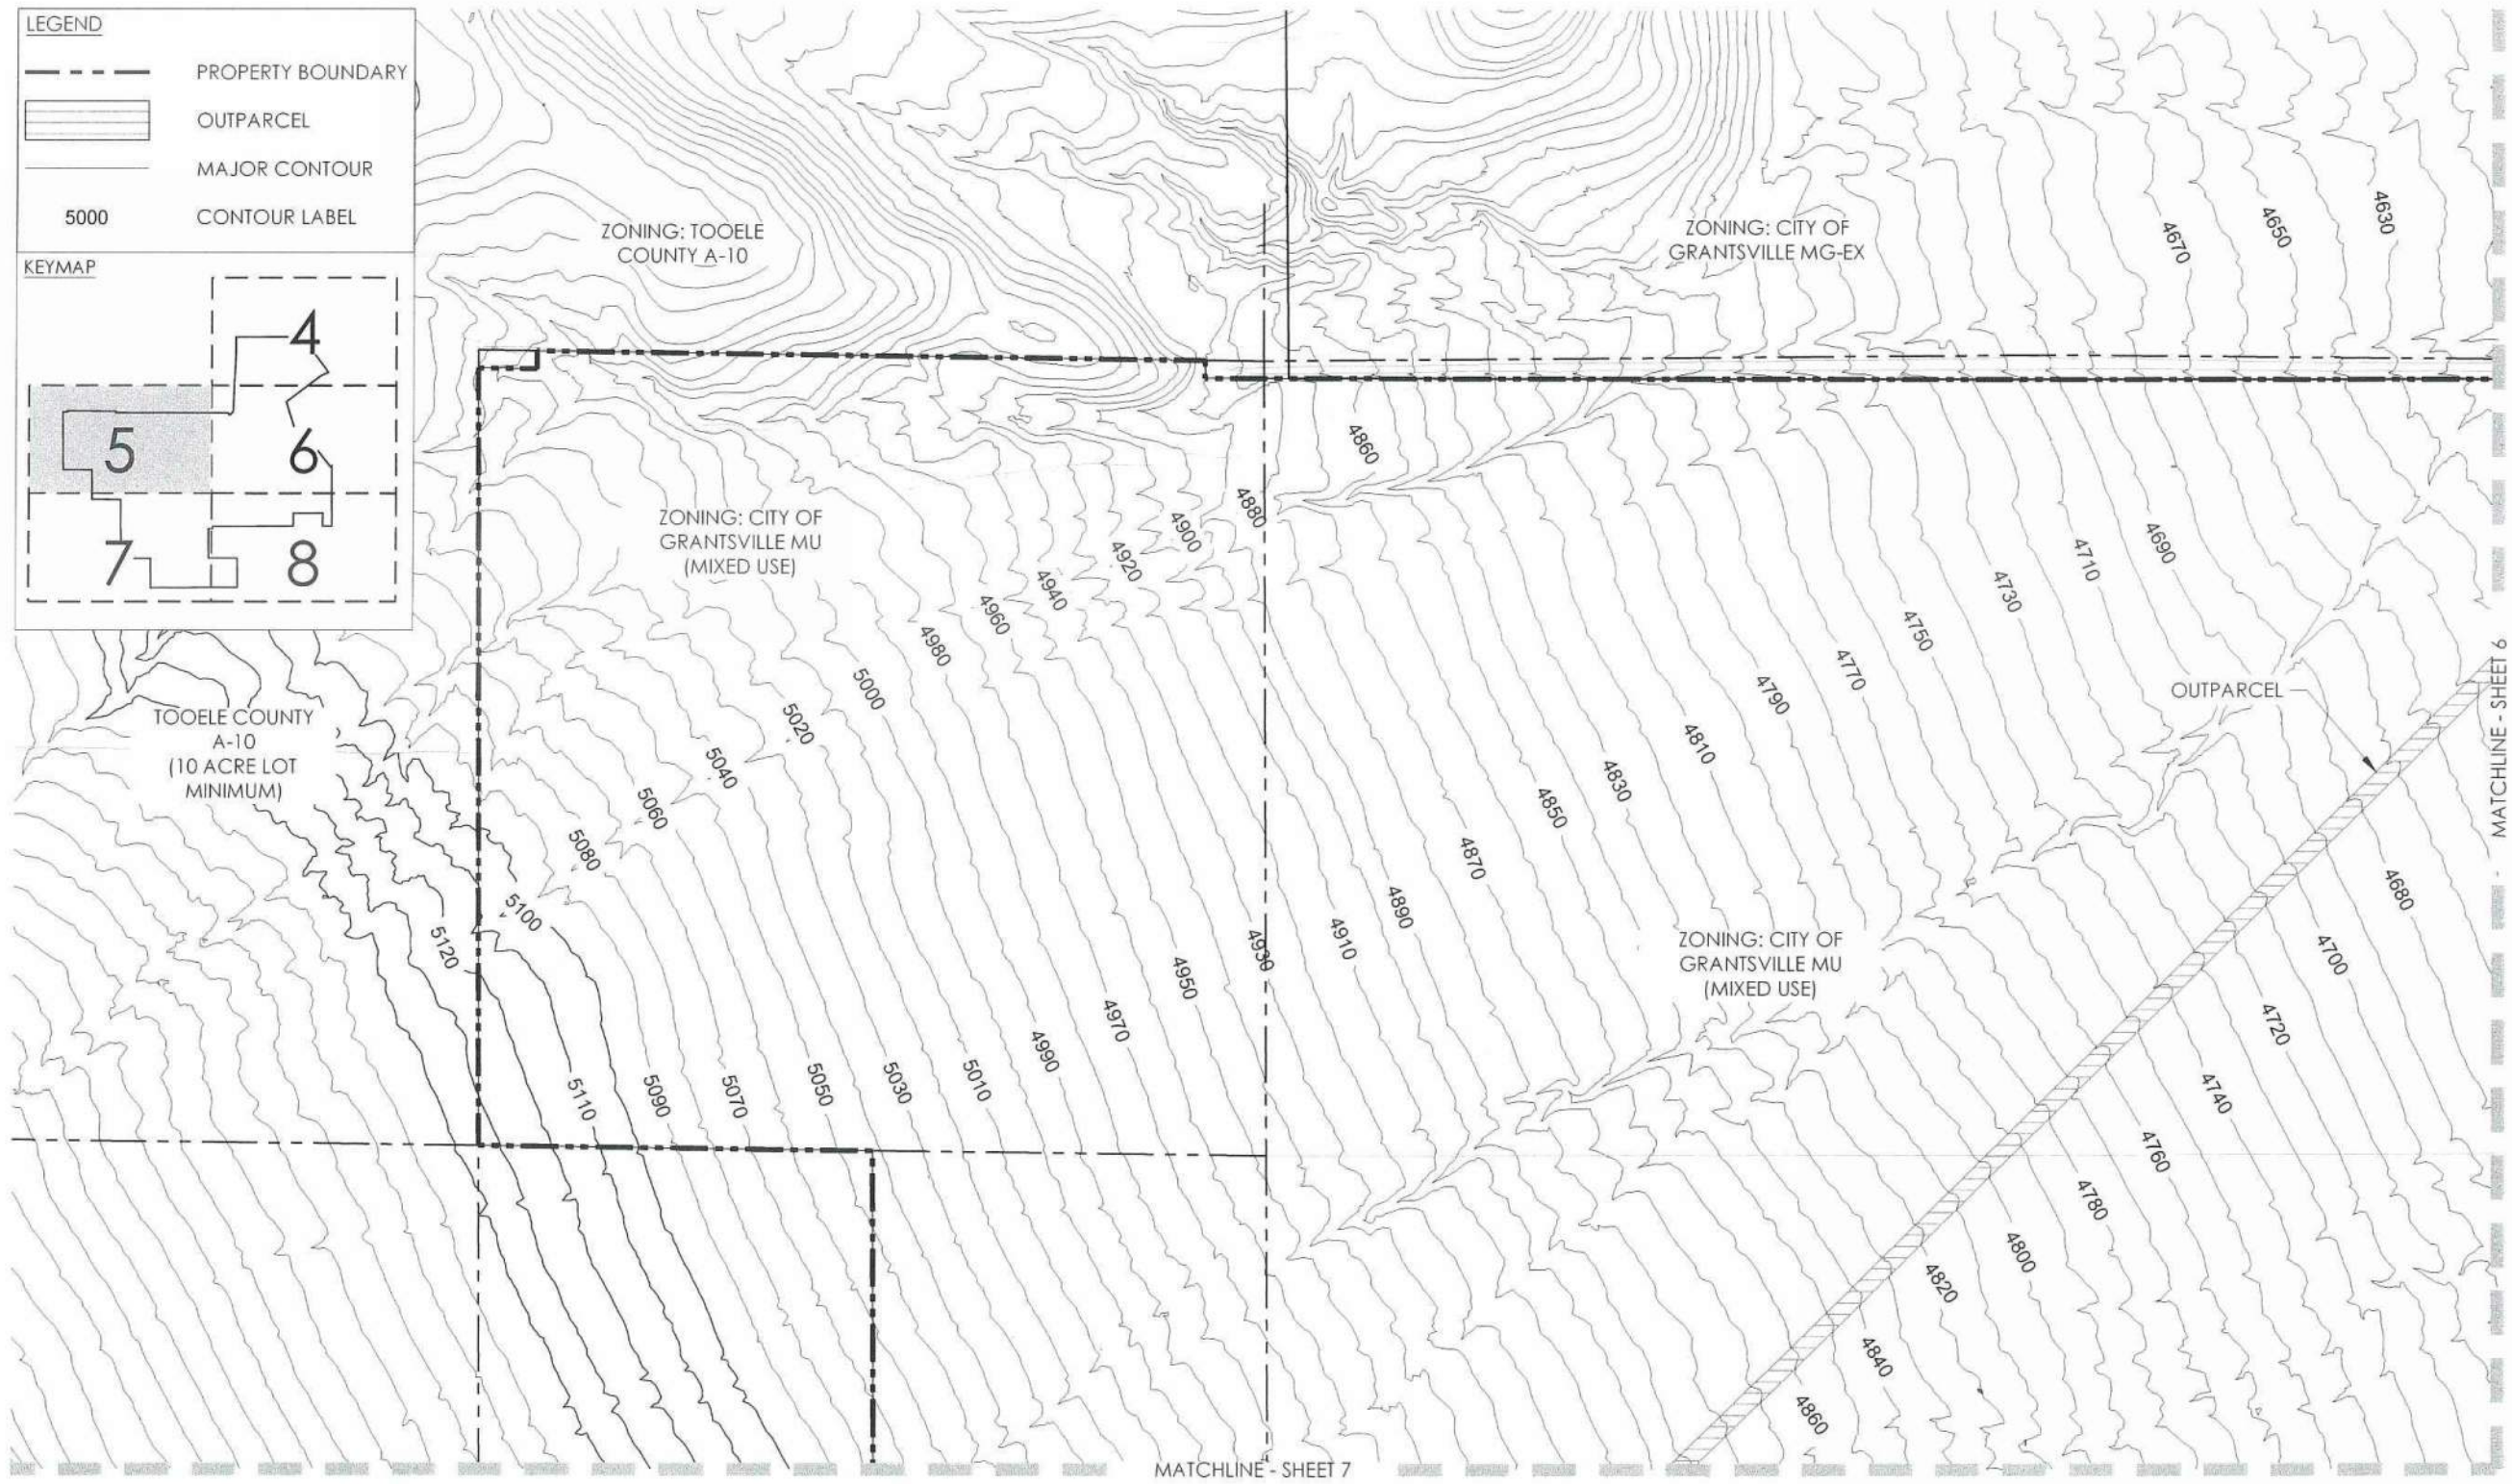 LEGEND
PROPERTY BOUNDARY
OUTPARCEL
MAJOR CONTOUR
5000 CONTOUR LABEL
KEYMAP
4
5
6
7
8
ZONING: TOOELE
COUNTY A-10
ZONING: CITY OF
GRANTSVILLE MG-EX
4670
4650
4630
ZONING: CITY OF
GRANTSVILLE MU
(MIXED USE)
4860
4880
4900
4920
4940
4960
4980
5000
5020
5040
5060
5080
5100
5120
4690
4710
4730
4750
4770
4790
4810
4830
4850
4870
4890
4910
4930
4950
4970
4990
5010
5030
5050
5070
5090
5110
TOOELE COUNTY
A-10
(10 ACRE LOT
MINIMUM)
OUTPARCEL
MATCHLINE - SHEET 6
ZONING: CITY OF
GRANTSVILLE MU
(MIXED USE)
4680
4700
4720
4740
4760
4780
4800
4820
4840
4860
MATCHLINE - SHEET 7